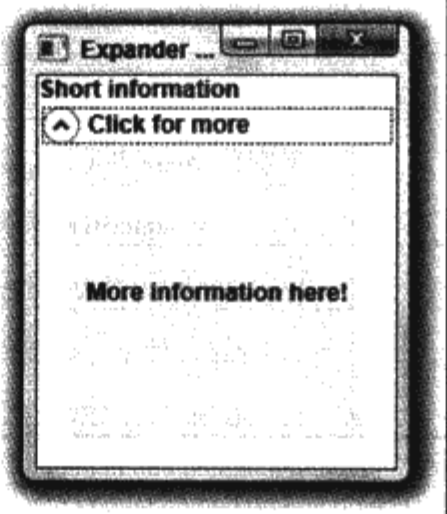 Expander ...
Short information
Click for more
More information here!